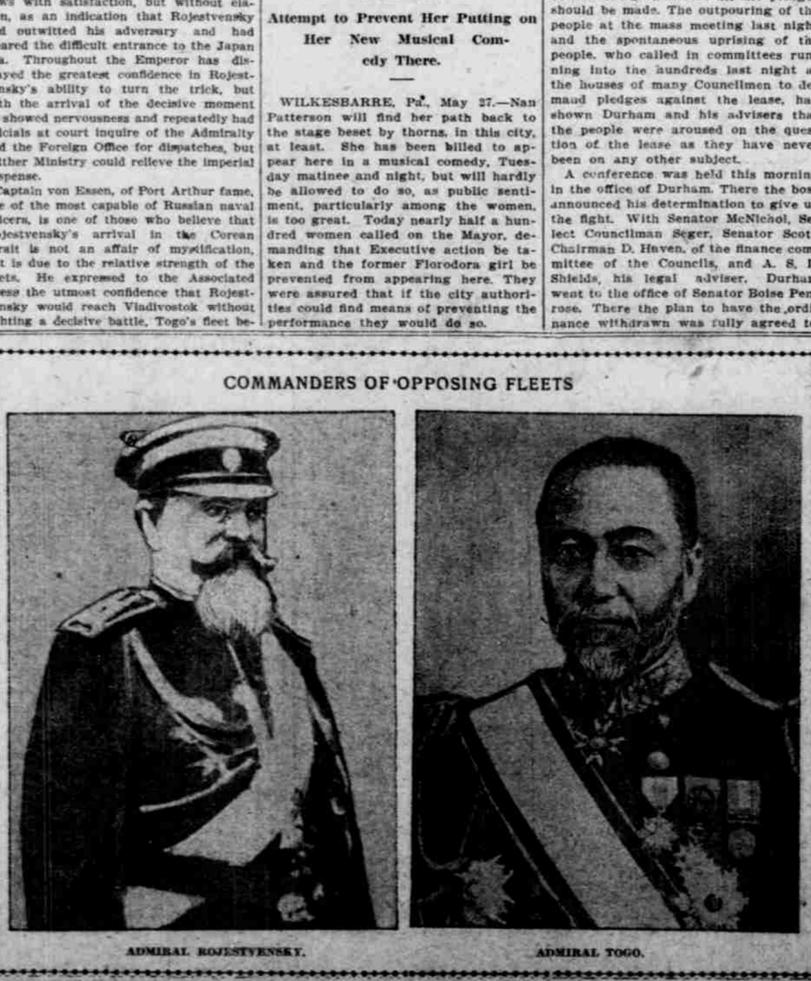 ws with satisfaction, but without ela-
n, as an indication that Rojestvensky
d outwitted his adversary and had
ared the difficult entrance to the Japan
a. Throughout the Emperor has dis-
ayed the greatest confidence in Rojest-
nsky's ability to turn the trick, but
th the arrival of the decisive moment
showed nervousness and repeatedly had
icials at court inquire of the Admiralty
d the Foreign Office for dispatches, but
ither Ministry could relieve the imperial
spense.
Captain von Essen, of Port Arthur fame,
e of the most capable of Russian naval
icers, is one of those who believe that
jestvensky's arrival in the Corean
rait is not an affair of mystification,
t is due to the relative strength of the
ets. He expressed to the Associated
ess the utmost confidence that Rojest-
nsky would reach Vladivostok without
hting a decisive battle, Togo's fleet be-
Attempt to Prevent Her Putting on
Her New Musical Com-
edy There.
WILKESBARRE, Pa., May 27.—Nan
Patterson will find her path back to
the stage beset by thorns, in this city,
at least. She has been billed to ap-
pear here in a musical comedy, Tues-
day matinee and night, but will hardly
be allowed to do so, as public senti-
ment, particularly among the women,
is too great. Today nearly half a hun-
dred women called on the Mayor, de-
manding that Executive action be ta-
ken and the former Florodora girl be
prevented from appearing here. They
were assured that if the city authori-
ties could find means of preventing the
performance they would do so.
should be made. The outpouring of th
people at the mass meeting last nigh
and the spontaneous uprising of th
people, who called in committees run
ning into the hundreds last night a
the houses of many Councilmen to de
mand pledges against the lease, ha
shown Durham and his advisers tha
the people were aroused on the ques
tion of the lease as they have neve
been on any other subject.
A conference was held this mornin
in the office of Durham. There the bos
announced his determination to give u
the fight. With Senator McNichol, Se
lect Councilman Seger, Senator Scot
Chairman D. Haven, of the finance com
mittee of the Councils, and A. S. L
Shields, his legal adviser, Durham
went to the office of Senator Boise Pen
rose. There the plan to have the ordi
nance withdrawn was fully agreed
COMMANDERS OF OPPOSING FLEETS
ADMIRAL ROJESTVENSKY.
ADMIRAL TOGO.